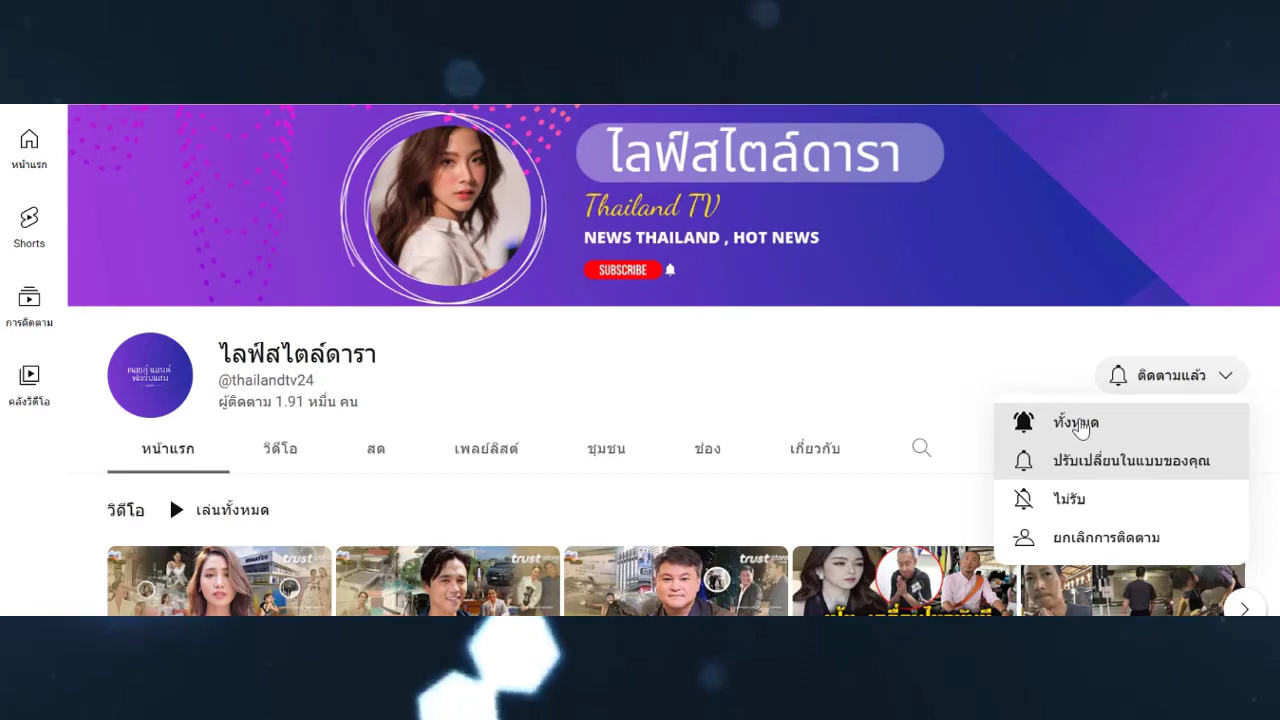 ไลฟ์สไตล์ดารา
Thailand TV
NEWS THAILAND , HOT NEWS
SUBSCRIBE
หน้าแรก
Shorts
การติดตาม
คลังวิดีโอ
ไลฟ์สไตล์ดารา
@thailandtv24
ผู้ติดตาม 1.91 หมื่น คน
ติดตามแล้ว
ทั้งหมด
ปรับเปลี่ยนในแบบของคุณ
ไม่รับ
ยกเลิกการติดตาม
หน้าแรก
วิดีโอ
สด
เพลย์ลิสต์
ชุมชน
ช่อง
เกี่ยวกับ
วิดีโอ
เล่นทั้งหมด
trust
trust
trust